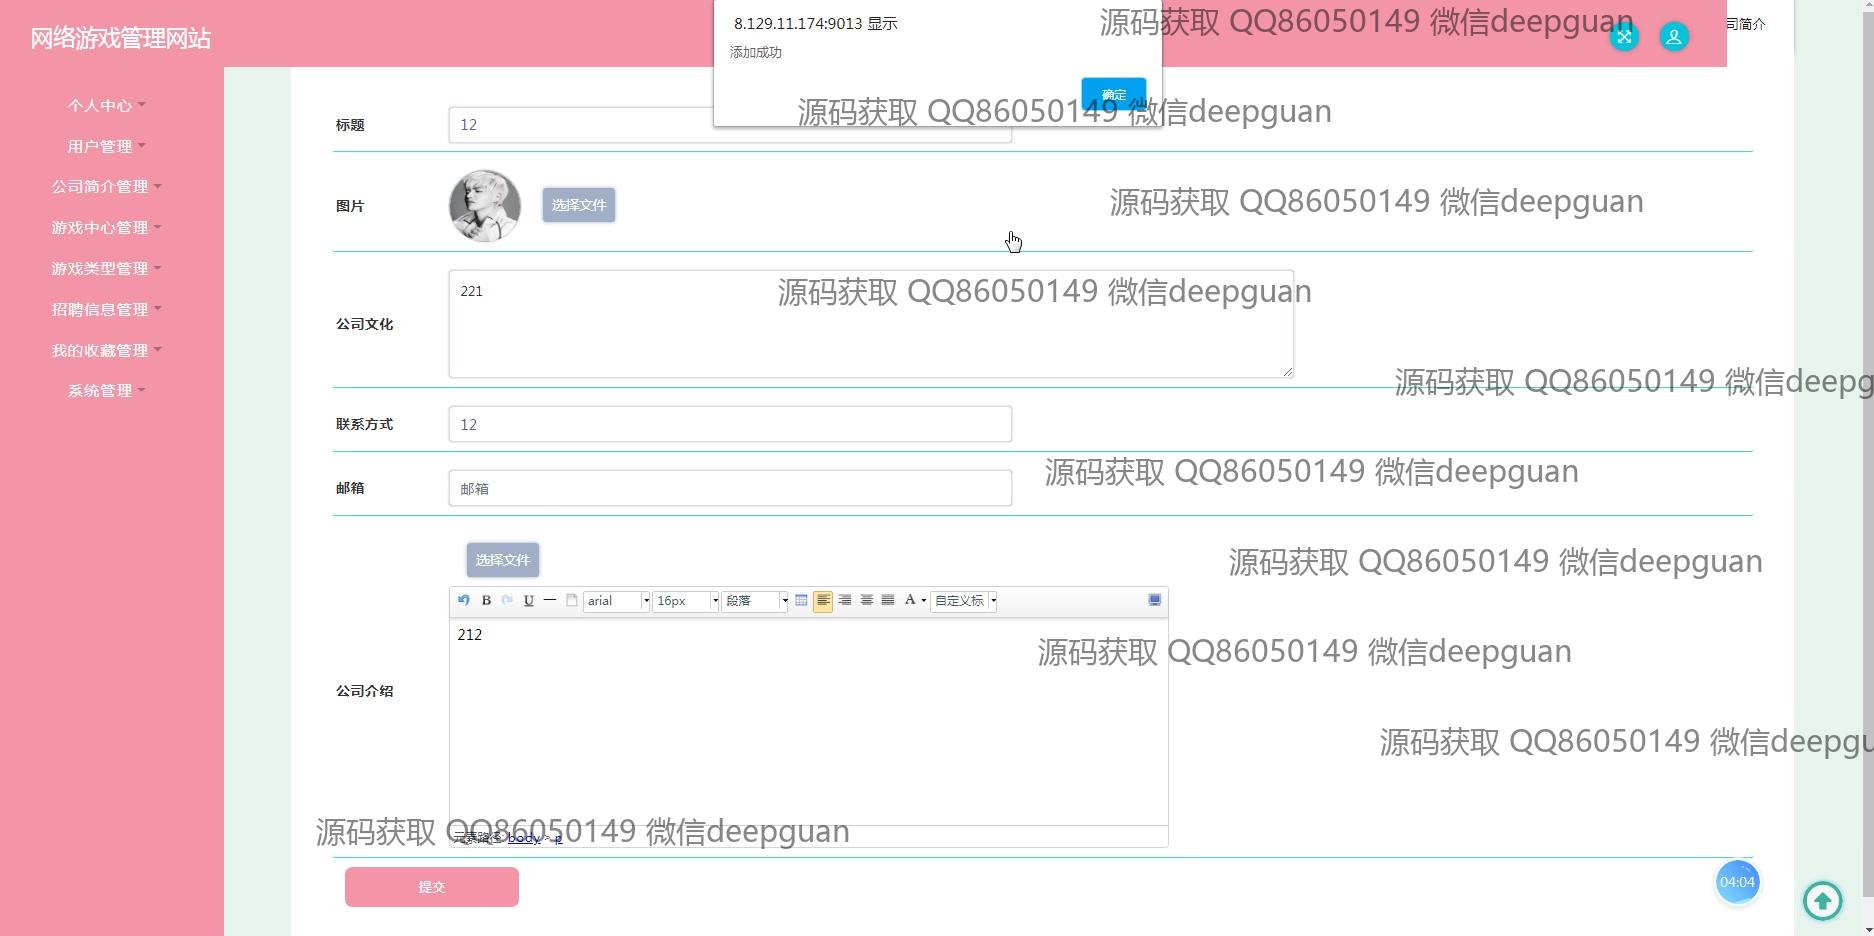 网络游戏管理网站
8.129.11.174:9013 显示
添加成功
确定
源码获取 QQ86050149 微信deepguan
司简介
个人中心
用户管理
公司简介管理
游戏中心管理
游戏类型管理
招聘信息管理
我的收藏管理
系统管理
源码获取 QQ86050149 微信deepguan
标题
12
图片
选择文件
源码获取 QQ86050149 微信deepguan
公司文化
221
源码获取 QQ86050149 微信deepguan
源码获取 QQ86050149 微信deepg
联系方式
12
源码获取 QQ86050149 微信deepguan
邮箱
邮箱
选择文件
源码获取 QQ86050149 微信deepguan
B U arial 16px 段落 A 自定义标
212
源码获取 QQ86050149 微信deepguan
公司介绍
源码获取 QQ86050149 微信deepgu
源码获取 QQ86050149 微信deepguan
元素路径: body > p
提交
04:04